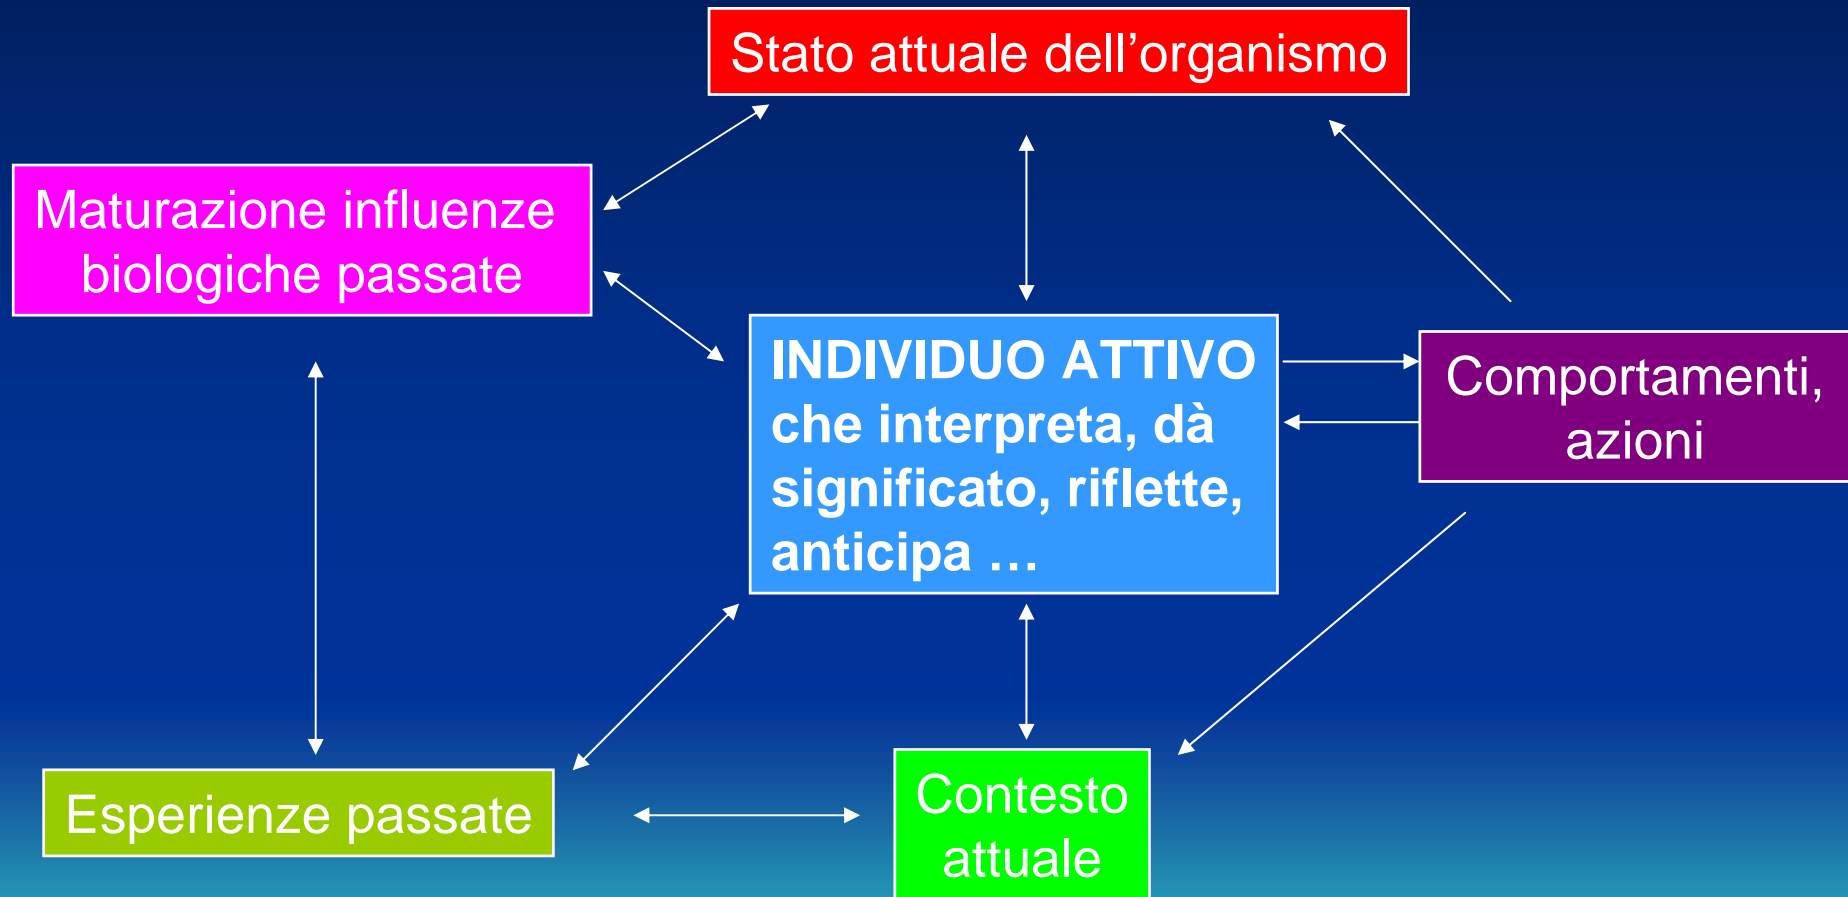 Stato attuale dell’organismo
Maturazione influenze
biologiche passate
INDIVIDUO ATTIVO
che interpreta, dà
significato, riflette,
anticipa …
Comportamenti,
azioni
Esperienze passate
Contesto
attuale